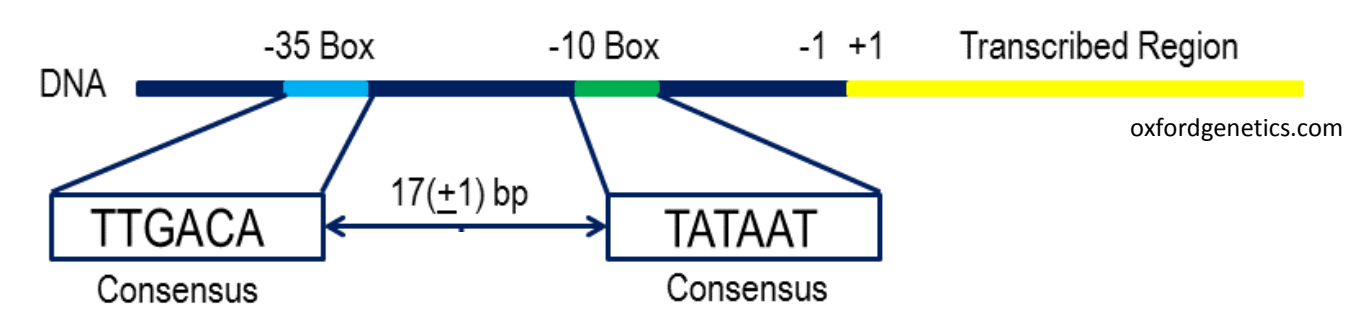 -35 Box -10 Box -1 +1 Transcribed Region
DNA
oxfordgenetics.com
17(±1) bp
TTGACA TATAAT
Consensus Consensus